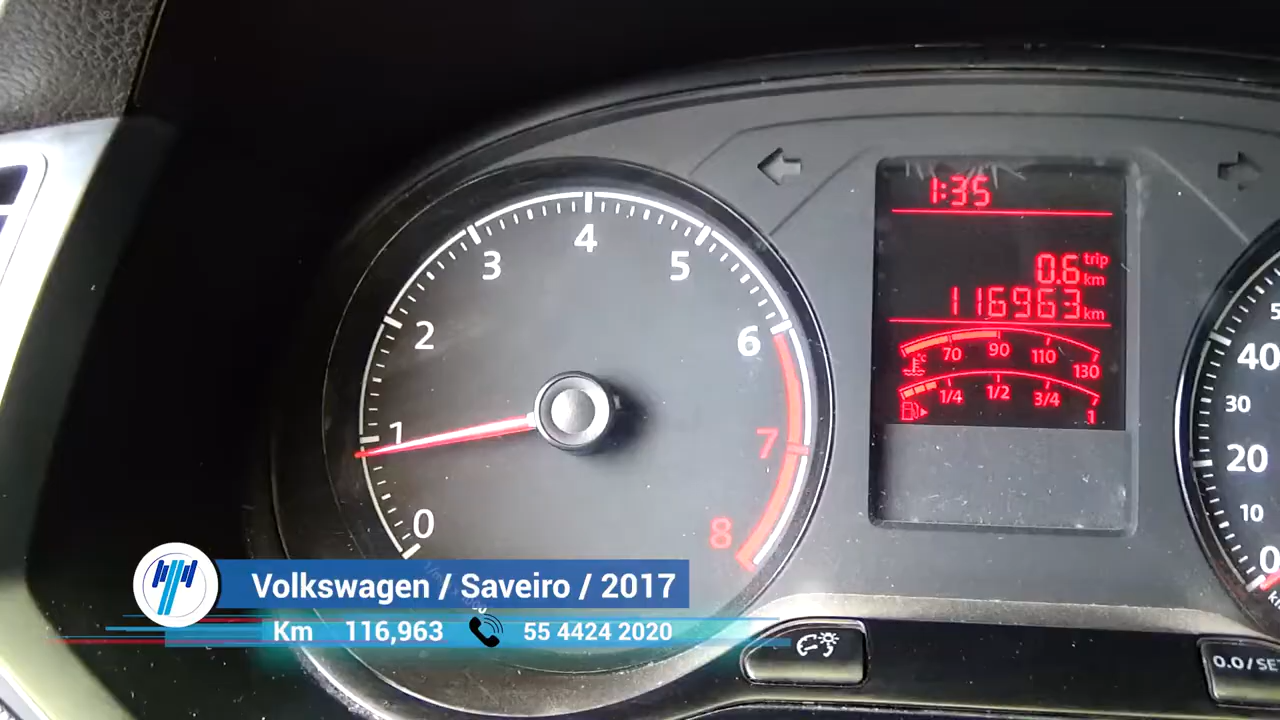 1:35
0.6 trip km
116963 km
70 90 110 130
1/4 1/2 3/4 1
0 1 2 3 4 5 6 7 8
40
30
20
10
0
Volkswagen / Saveiro / 2017
Km 116,963 55 4424 2020
0.0/SE